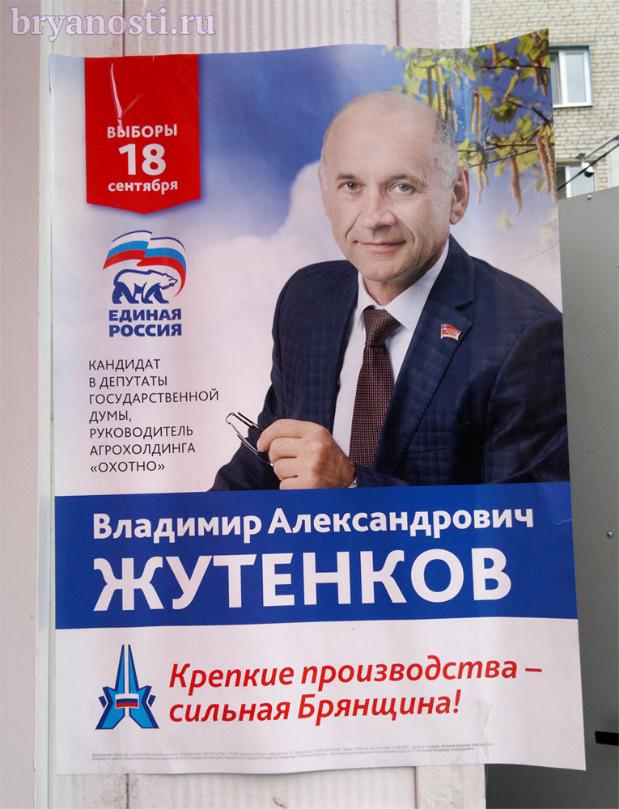 bryanosti.ru
ВЫБОРЫ
18
сентября
ЕДИНАЯ
РОССИЯ
КАНДИДАТ
В ДЕПУТАТЫ
ГОСУДАРСТВЕННОЙ
ДУМЫ,
РУКОВОДИТЕЛЬ
АГРОХОЛДИНГА
«ОХОТНО»
Владимир Александрович
ЖУТЕНКОВ
Крепкие производства –
сильная Брянщина!